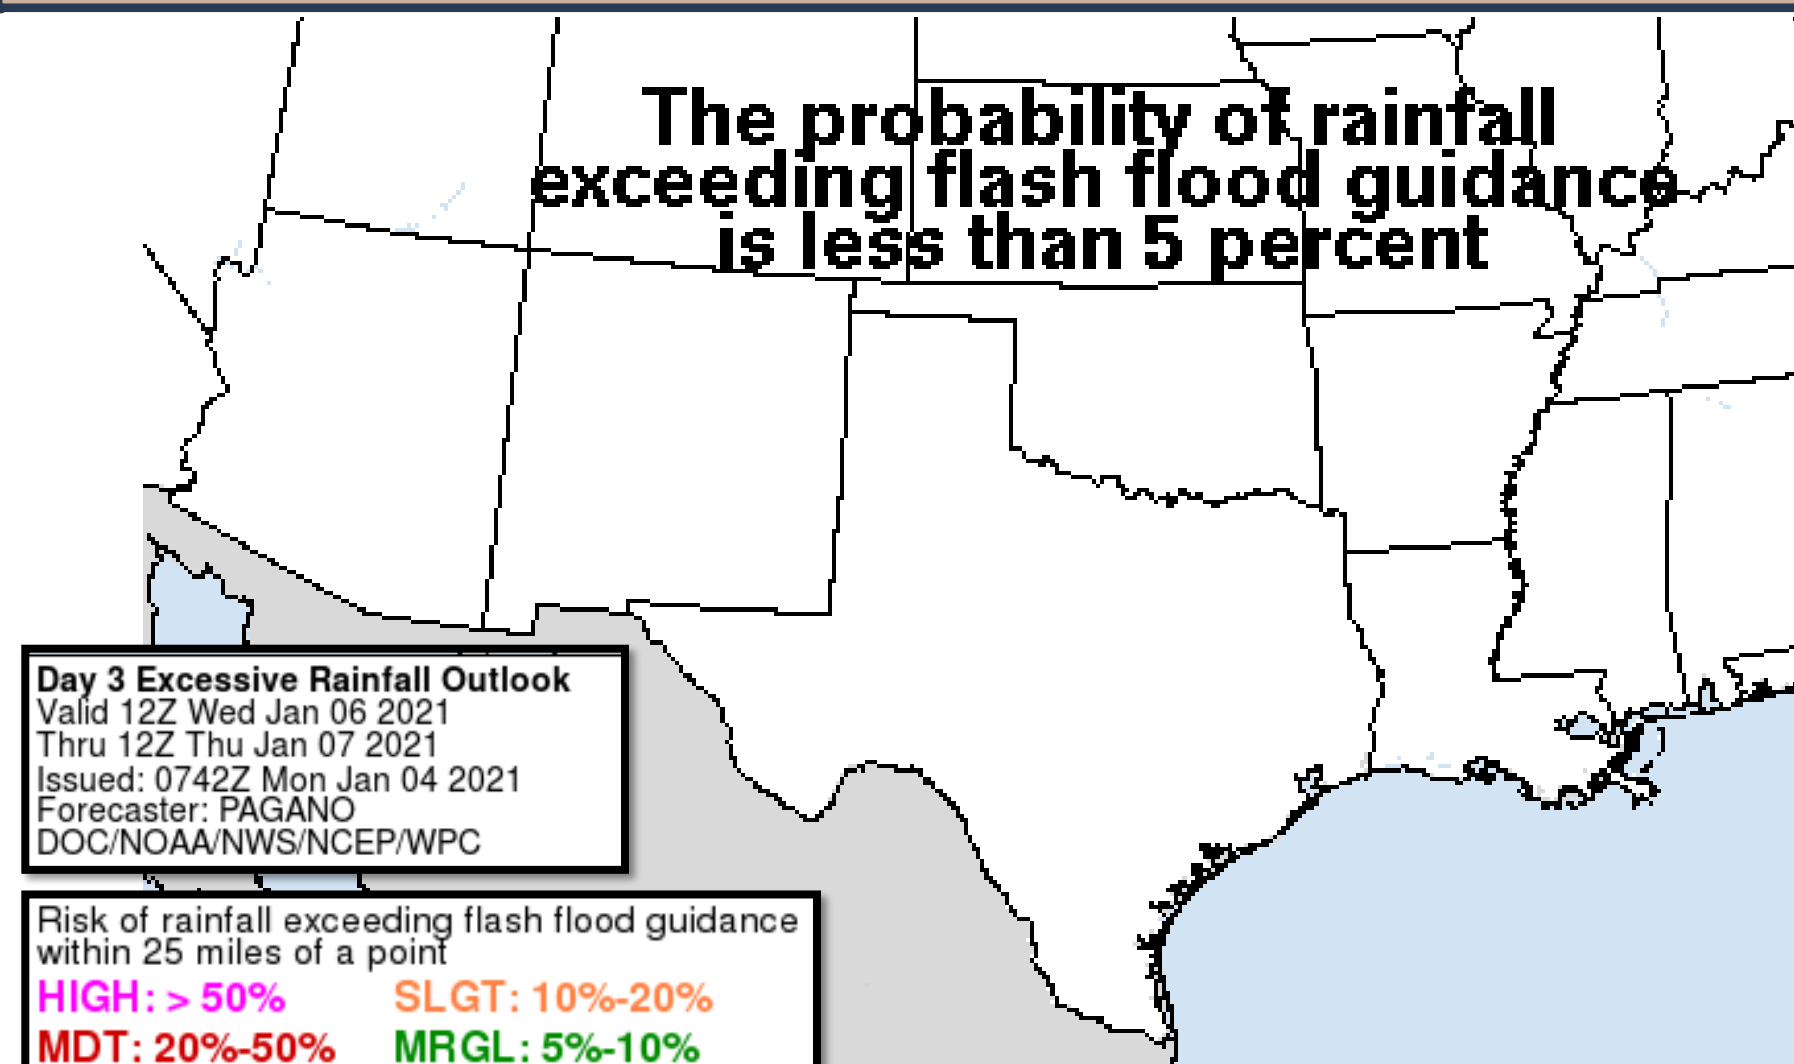 The probability of rainfall
exceeding flash flood guidance
is less than 5 percent
Day 3 Excessive Rainfall Outlook
Valid 12Z Wed Jan 06 2021
Thru 12Z Thu Jan 07 2021
Issued: 0742Z Mon Jan 04 2021
Forecaster: PAGANO
DOC/NOAA/NWS/NCEP/WPC
Risk of rainfall exceeding flash flood guidance
within 25 miles of a point
HIGH: > 50% SLGT: 10%-20%
MDT: 20%-50% MRGL: 5%-10%